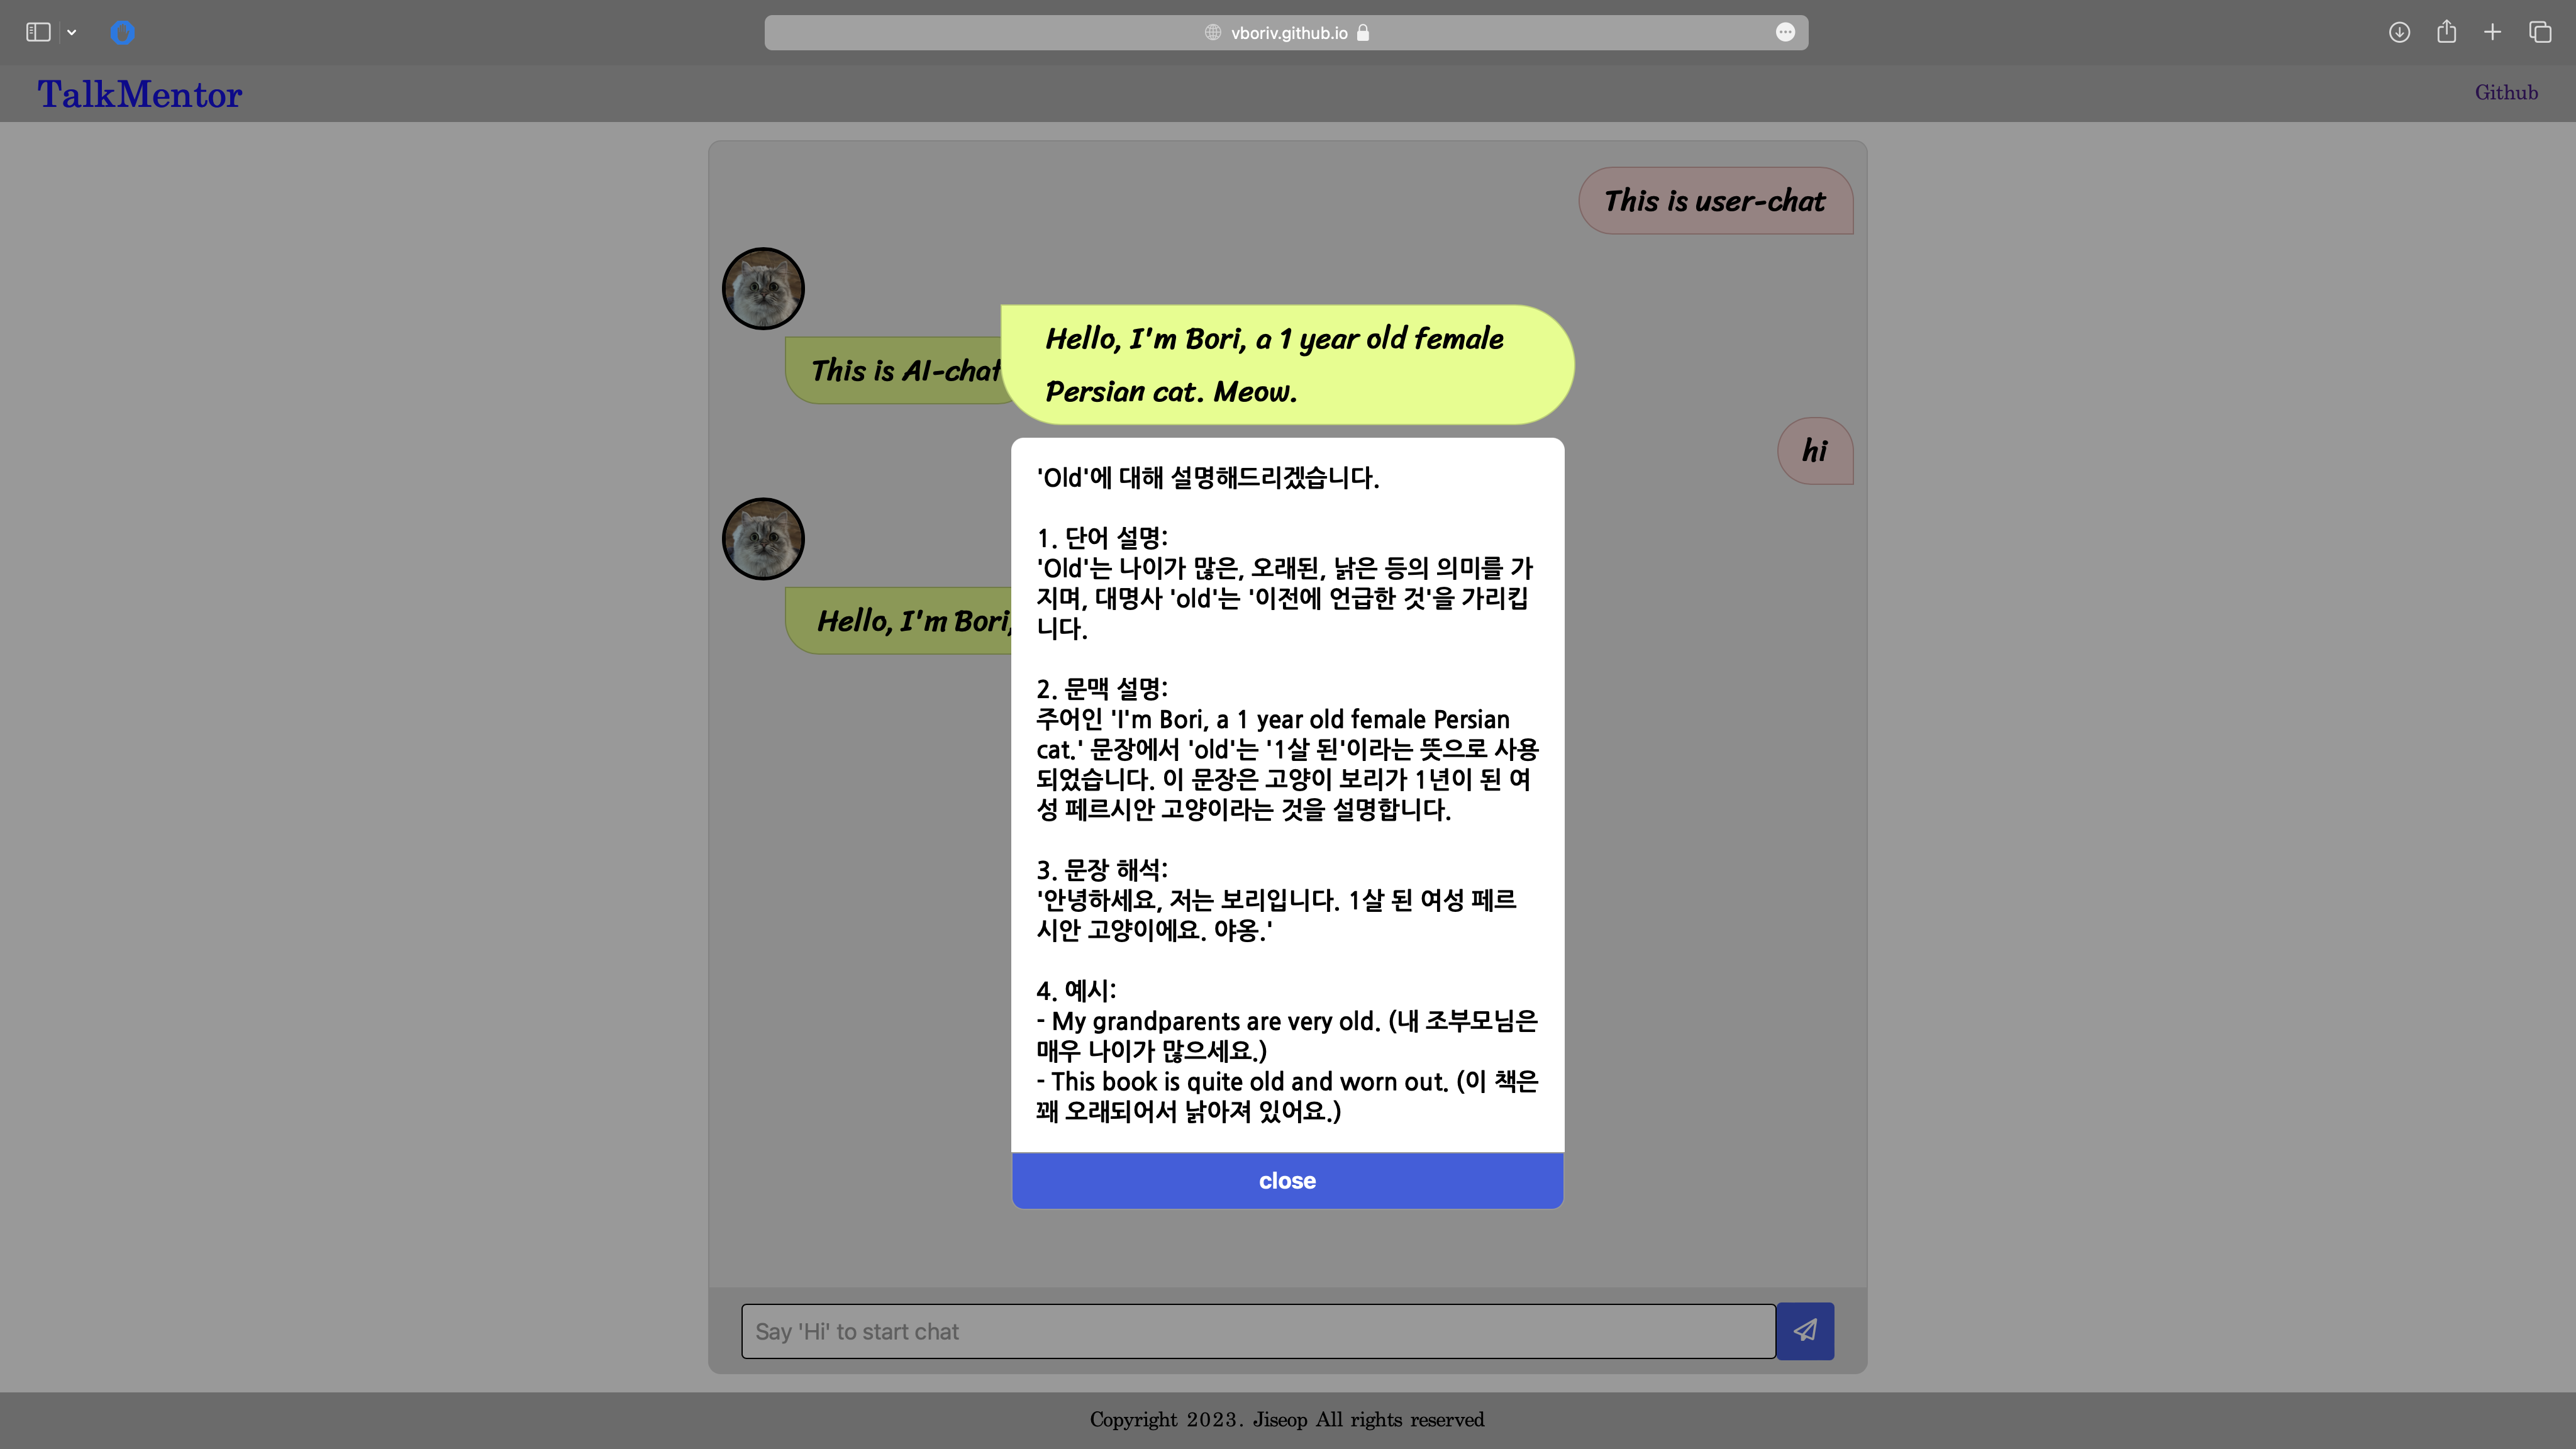 vboriv.github.io
TalkMentor
Github
This is user-chat
This is AI-chat
hi
Hello, I'm Bori,
Hello, I'm Bori, a 1 year old female
Persian cat. Meow.
'Old'에 대해 설명해드리겠습니다.
1. 단어 설명:
'Old'는 나이가 많은, 오래된, 낡은 등의 의미를 가
지며, 대명사 'old'는 '이전에 언급한 것'을 가리킵
니다.
2. 문맥 설명:
주어인 'I'm Bori, a 1 year old female Persian
cat.' 문장에서 'old'는 '1살 된'이라는 뜻으로 사용
되었습니다. 이 문장은 고양이 보리가 1년이 된 여
성 페르시안 고양이라는 것을 설명합니다.
3. 문장 해석:
'안녕하세요, 저는 보리입니다. 1살 된 여성 페르
시안 고양이에요. 야옹.'
4. 예시:
- My grandparents are very old. (내 조부모님은
매우 나이가 많으세요.)
- This book is quite old and worn out. (이 책은
꽤 오래되어서 낡아져 있어요.)
close
Say 'Hi' to start chat
Copyright 2023. Jiseop All rights reserved